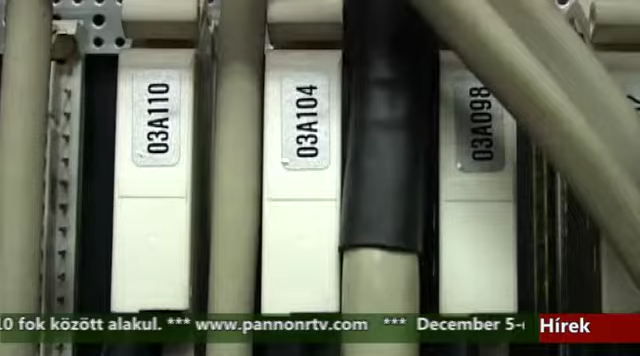 03A110
03A104
03A098
10 fok között alakul. *** www.pannonrtv.com *** December 5-
Hírek